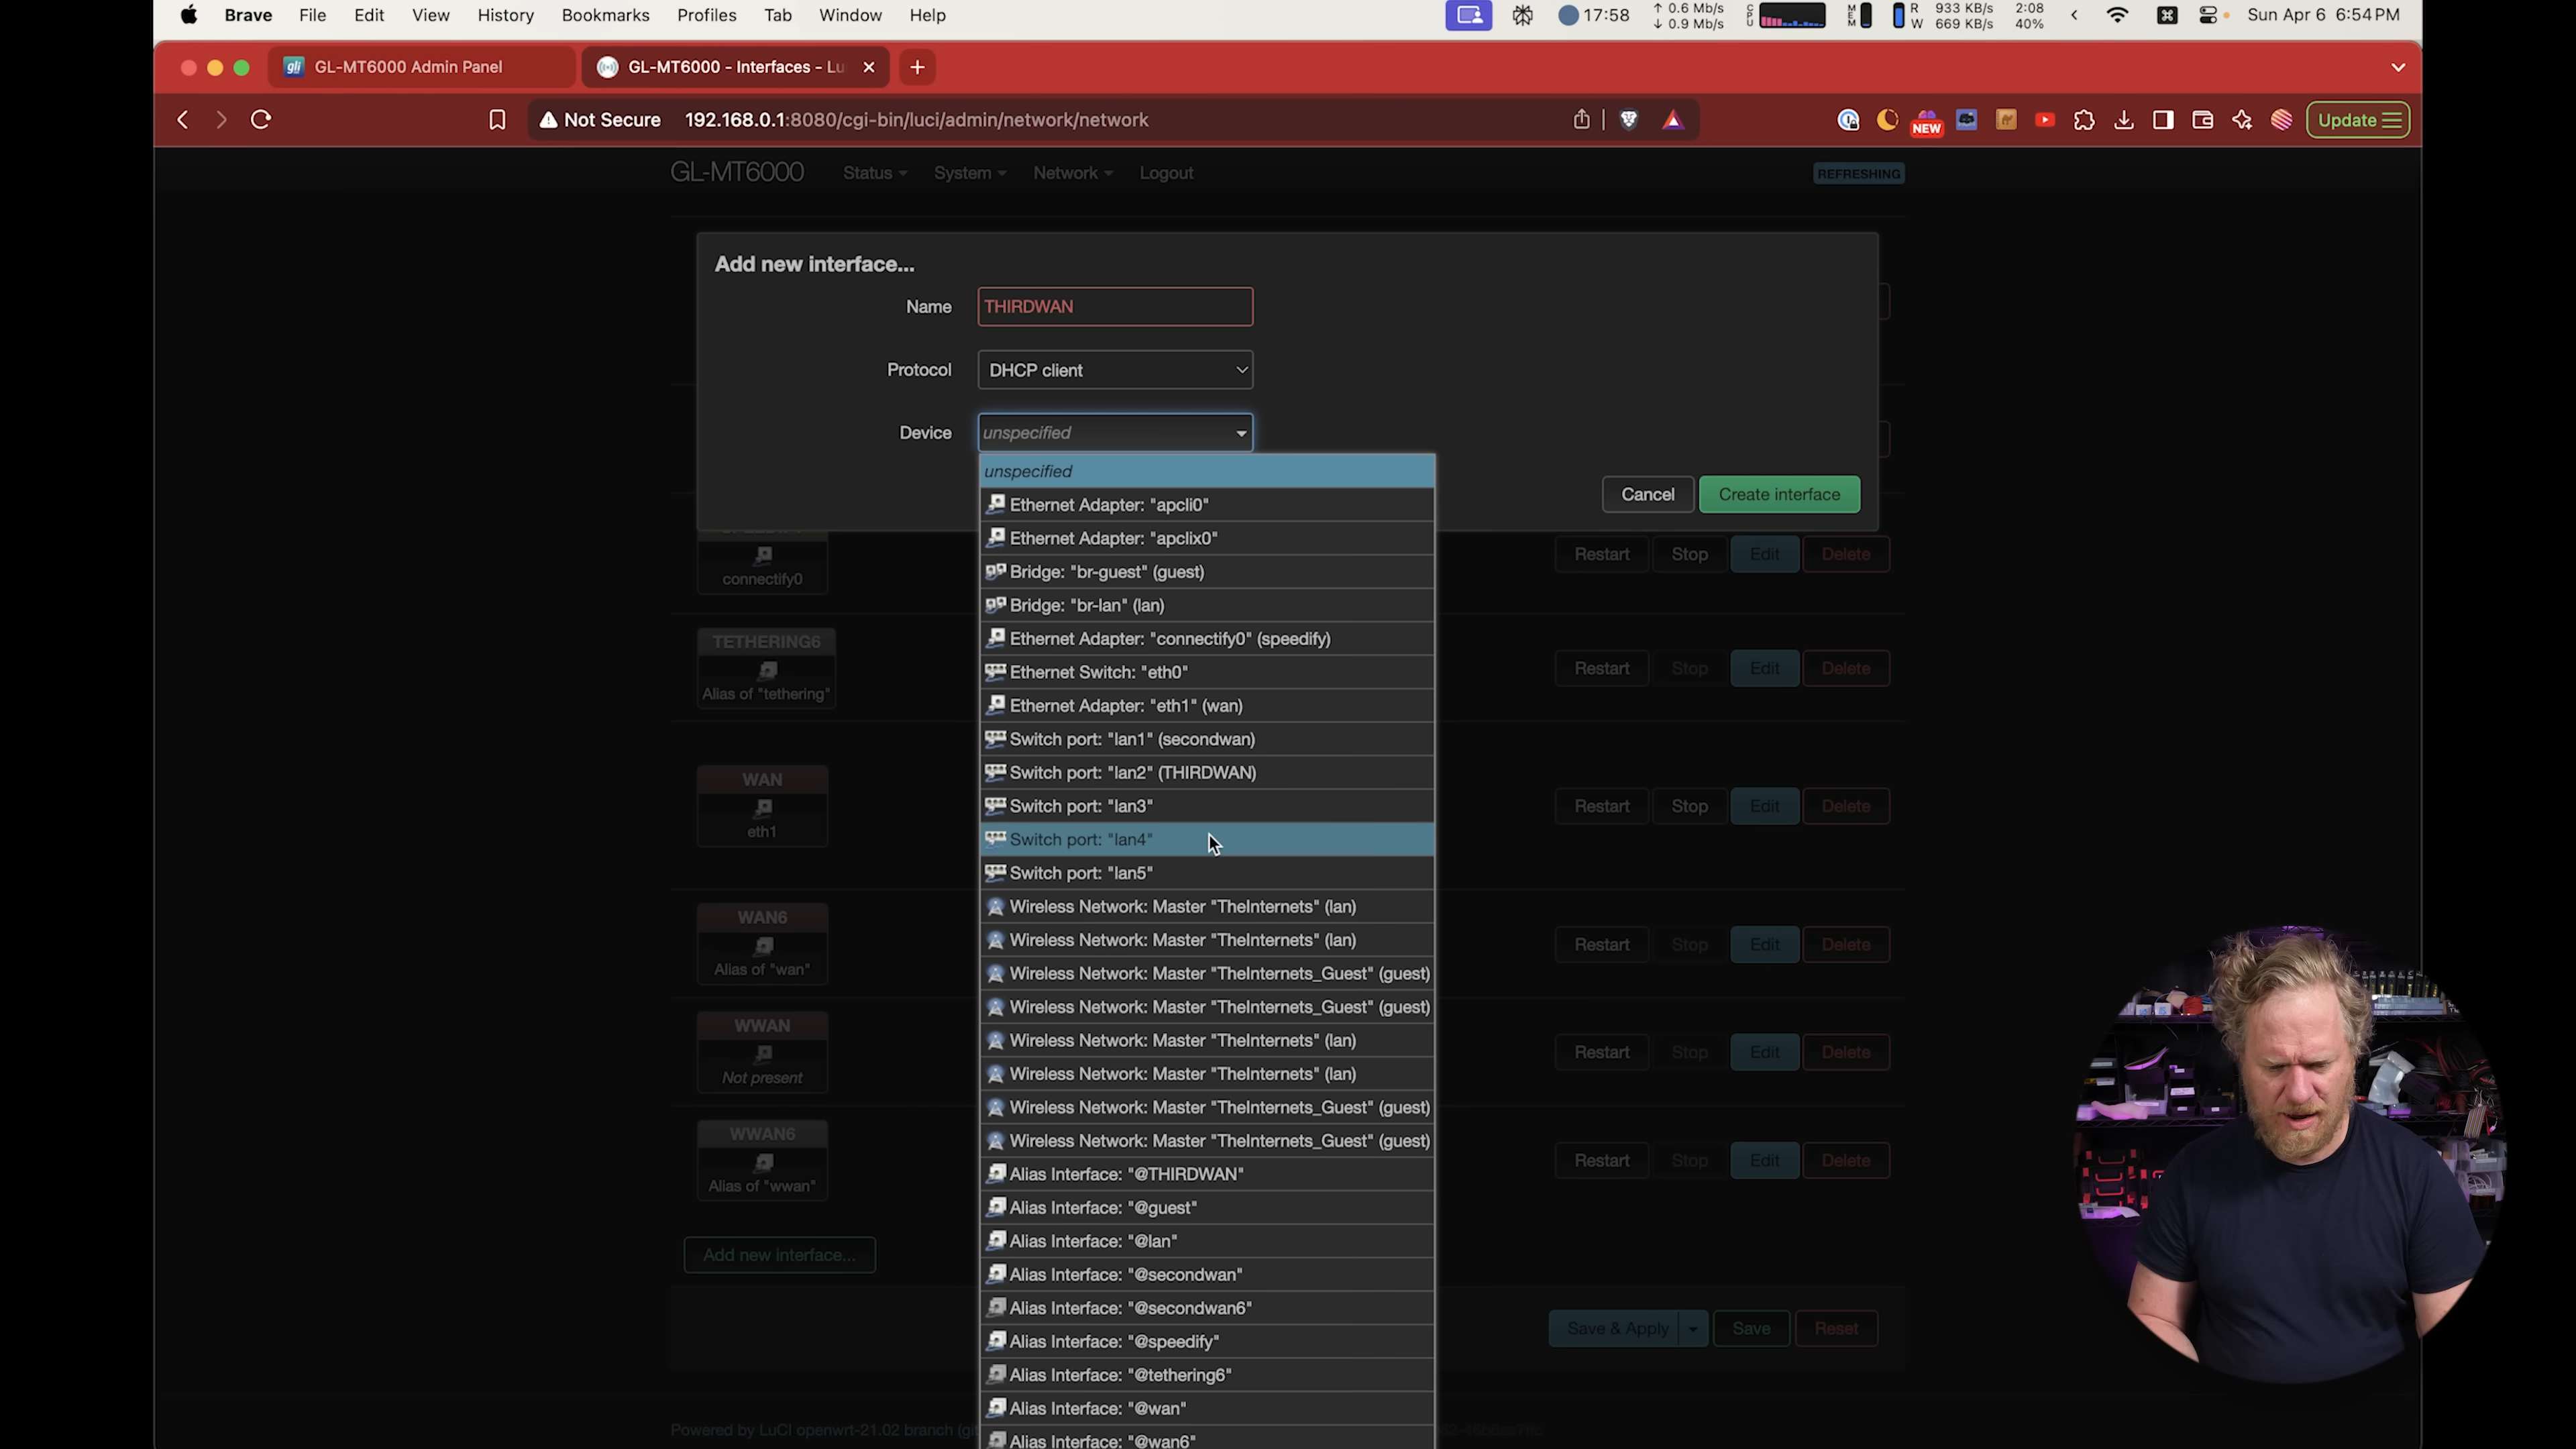 Brave File Edit View History Bookmarks Profiles Tab Window Help
17:58
↑ 0.6 Mb/s
↓ 0.9 Mb/s
CPU
MEM
R 933 KB/s
W 669 KB/s
2:08
40%
Sun Apr 6 6:54 PM
gli GL-MT6000 Admin Panel
GL-MT6000 - Interfaces - Lu
Not Secure 192.168.0.1:8080/cgi-bin/luci/admin/network/network
NEW
Update
GL-MT6000 Status System Network Logout
REFRESHING
Add new interface...
Name THIRDWAN
Protocol DHCP client
Device unspecified
unspecified
Ethernet Adapter: "apcli0"
Ethernet Adapter: "apclix0"
Bridge: "br-guest" (guest)
Bridge: "br-lan" (lan)
Ethernet Adapter: "connectify0" (speedify)
Ethernet Switch: "eth0"
Ethernet Adapter: "eth1" (wan)
Switch port: "lan1" (secondwan)
Switch port: "lan2" (THIRDWAN)
Switch port: "lan3"
Switch port: "lan4"
Switch port: "lan5"
Wireless Network: Master "TheInternets" (lan)
Wireless Network: Master "TheInternets" (lan)
Wireless Network: Master "TheInternets_Guest" (guest)
Wireless Network: Master "TheInternets_Guest" (guest)
Wireless Network: Master "TheInternets" (lan)
Wireless Network: Master "TheInternets" (lan)
Wireless Network: Master "TheInternets_Guest" (guest)
Wireless Network: Master "TheInternets_Guest" (guest)
Alias Interface: "@THIRDWAN"
Alias Interface: "@guest"
Alias Interface: "@lan"
Alias Interface: "@secondwan"
Alias Interface: "@secondwan6"
Alias Interface: "@speedify"
Alias Interface: "@tethering6"
Alias Interface: "@wan"
Alias Interface: "@wan6"
Cancel Create interface
connectify0
Restart Stop Edit Delete
TETHERING6
Alias of "tethering"
Restart Stop Edit Delete
WAN
eth1
Restart Stop Edit Delete
WAN6
Alias of "wan"
Restart Stop Edit Delete
WWAN
Not present
Restart Stop Edit Delete
WWAN6
Alias of "wwan"
Restart Stop Edit Delete
Add new interface...
Save & Apply Save Reset
Powered by LuCI openwrt-21.02 branch